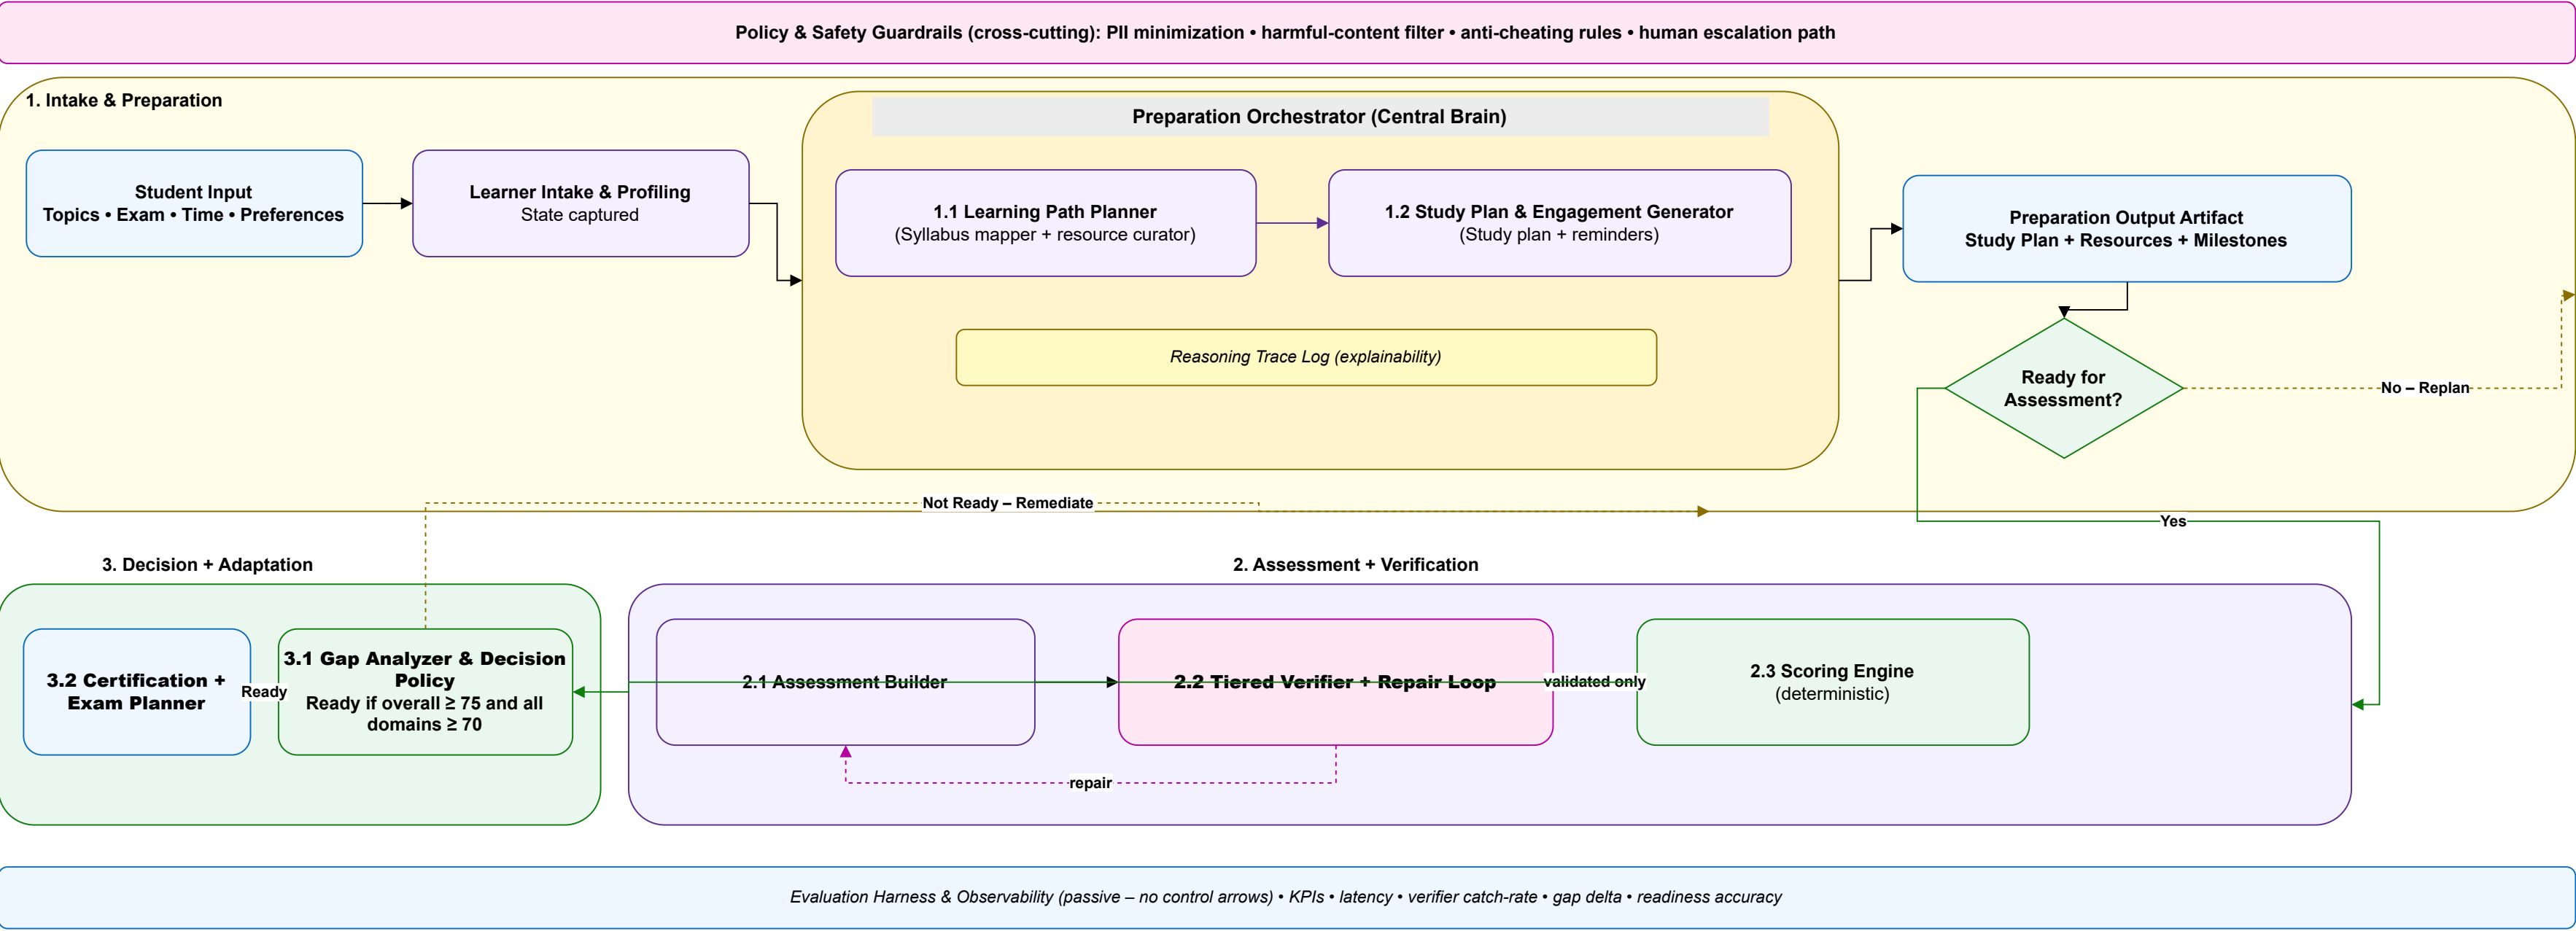 Policy & Safety Guardrails (cross-cutting): PII minimization • harmful-content filter • anti-cheating rules • human escalation path
1. Intake & Preparation
Preparation Orchestrator (Central Brain)
Student Input
Topics • Exam • Time • Preferences
Learner Intake & Profiling
State captured
1.1 Learning Path Planner
(Syllabus mapper + resource curator)
1.2 Study Plan & Engagement Generator
(Study plan + reminders)
Preparation Output Artifact
Study Plan + Resources + Milestones
Reasoning Trace Log (explainability)
Ready for
Assessment?
No – Replan
Not Ready – Remediate
Yes
3. Decision + Adaptation
2. Assessment + Verification
3.2 Certification +
Exam Planner
Ready
3.1 Gap Analyzer & Decision
Policy
Ready if overall ≥ 75 and all
domains ≥ 70
2.1 Assessment Builder
2.2 Tiered Verifier + Repair Loop
validated only
2.3 Scoring Engine
(deterministic)
repair
Evaluation Harness & Observability (passive – no control arrows) • KPIs • latency • verifier catch-rate • gap delta • readiness accuracy